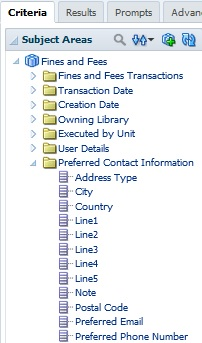 Criteria Results Prompts Advan
Subject Areas
Fines and Fees
Fines and Fees Transactions
Transaction Date
Creation Date
Owning Library
Executed by Unit
User Details
Preferred Contact Information
Address Type
City
Country
Line1
Line2
Line3
Line4
Line5
Note
Postal Code
Preferred Email
Preferred Phone Number